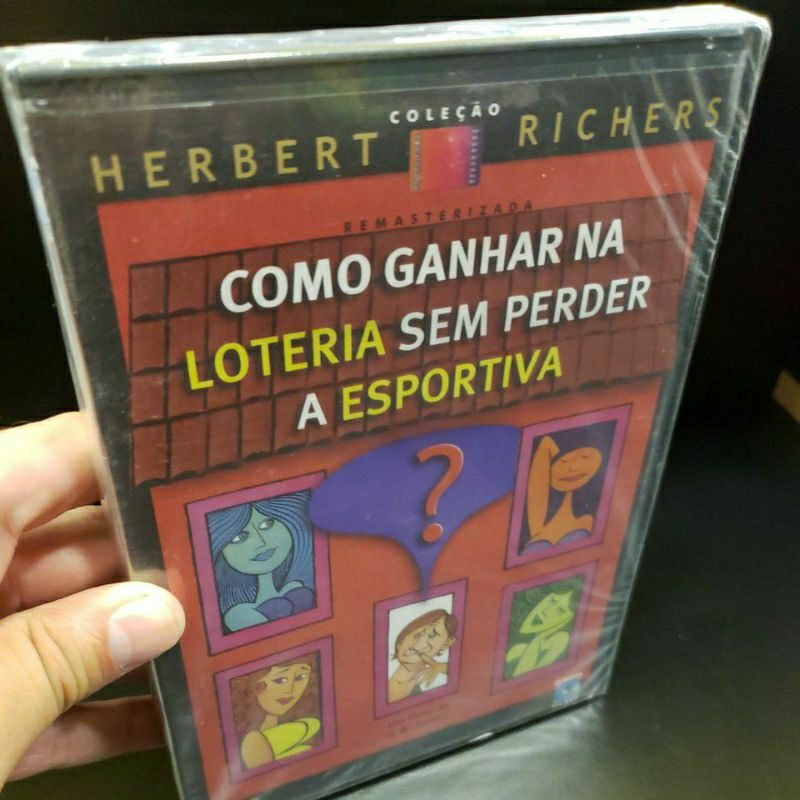 COLEÇÃO
HERBERT RICHERS
REMASTERIZADA
COMO GANHAR NA
LOTERIA SEM PERDER
A ESPORTIVA
?